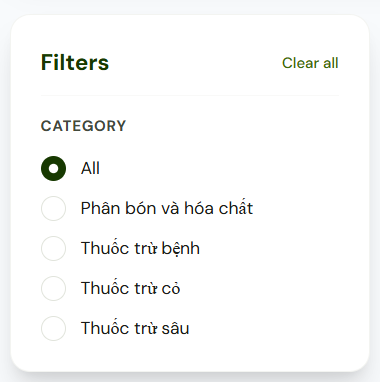 Filters
Clear all
CATEGORY
All
Phân bón và hóa chất
Thuốc trừ bệnh
Thuốc trừ cỏ
Thuốc trừ sâu